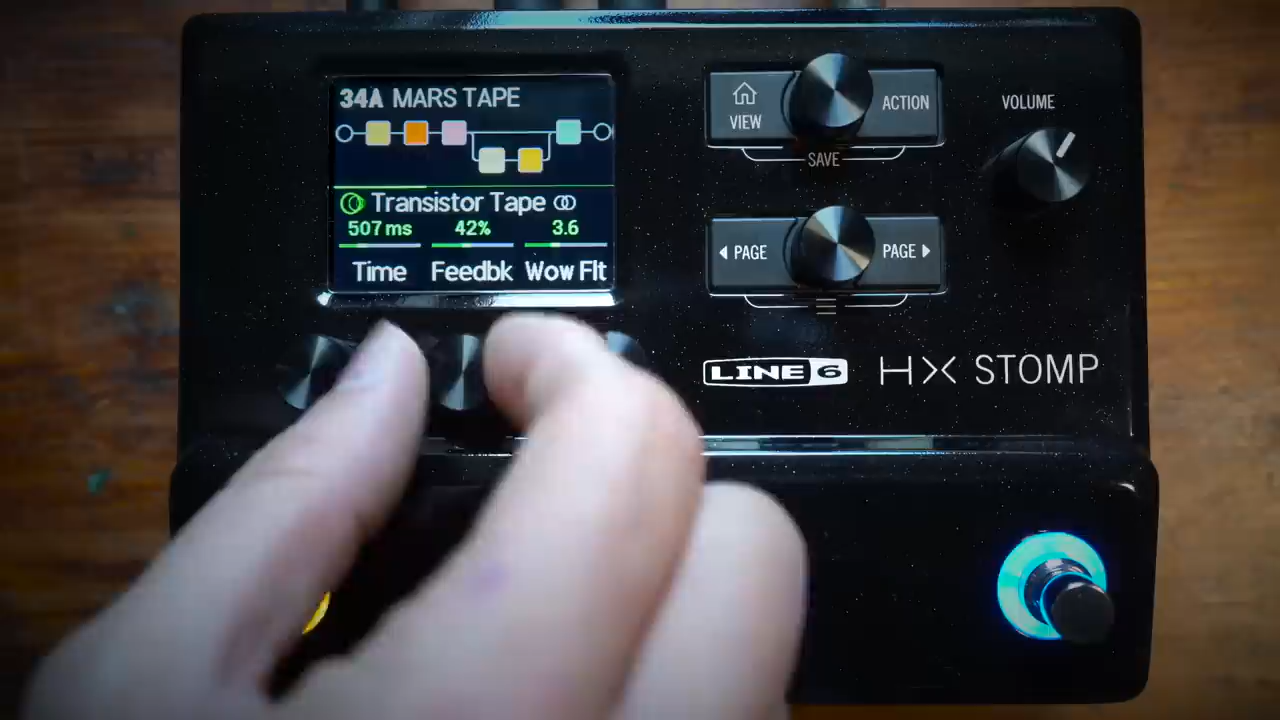 34A MARS TAPE
Transistor Tape
507 ms 42% 3.6
Time Feedbk Wow Flt
VIEW
ACTION
SAVE
PAGE
PAGE
VOLUME
LINE 6 HX STOMP